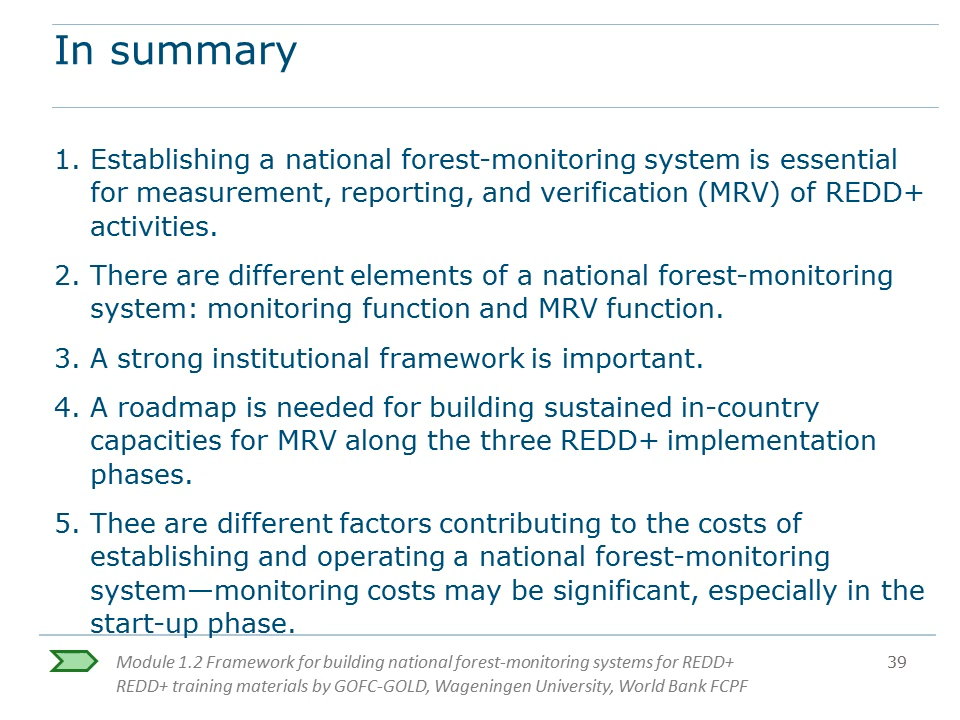 In summary
1. Establishing a national forest-monitoring system is essential
for measurement, reporting, and verification (MRV) of REDD+
activities.
2. There are different elements of a national forest-monitoring
system: monitoring function and MRV function.
3. A strong institutional framework is important.
4. A roadmap is needed for building sustained in-country
capacities for MRV along the three REDD+ implementation
phases.
5. Thee are different factors contributing to the costs of
establishing and operating a national forest-monitoring
system—monitoring costs may be significant, especially in the
start-up phase.
Module 1.2 Framework for building national forest-monitoring systems for REDD+
REDD+ training materials by GOFC-GOLD, Wageningen University, World Bank FCPF
39